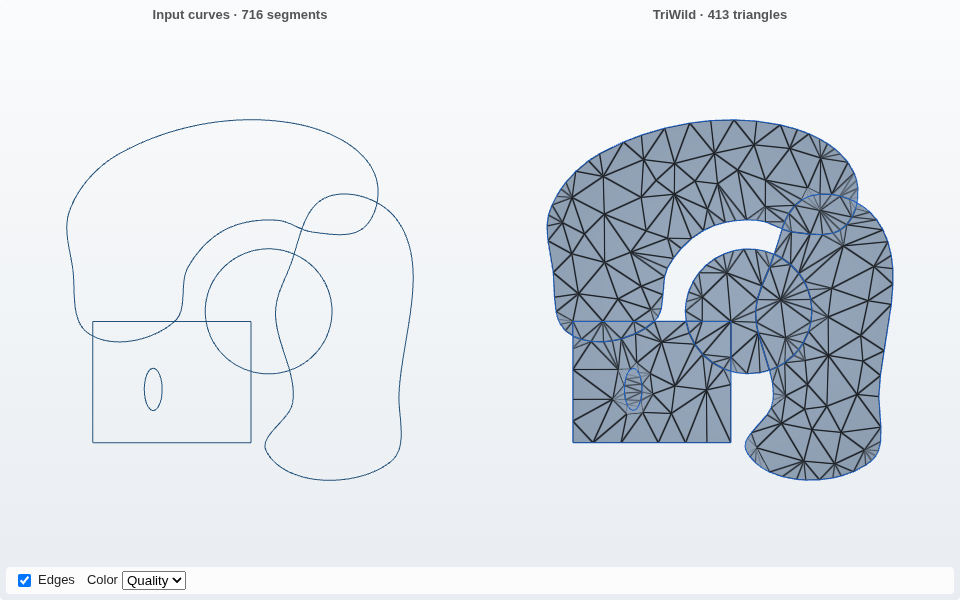 Input curves · 716 segments
TriWild · 413 triangles
Edges Color Quality